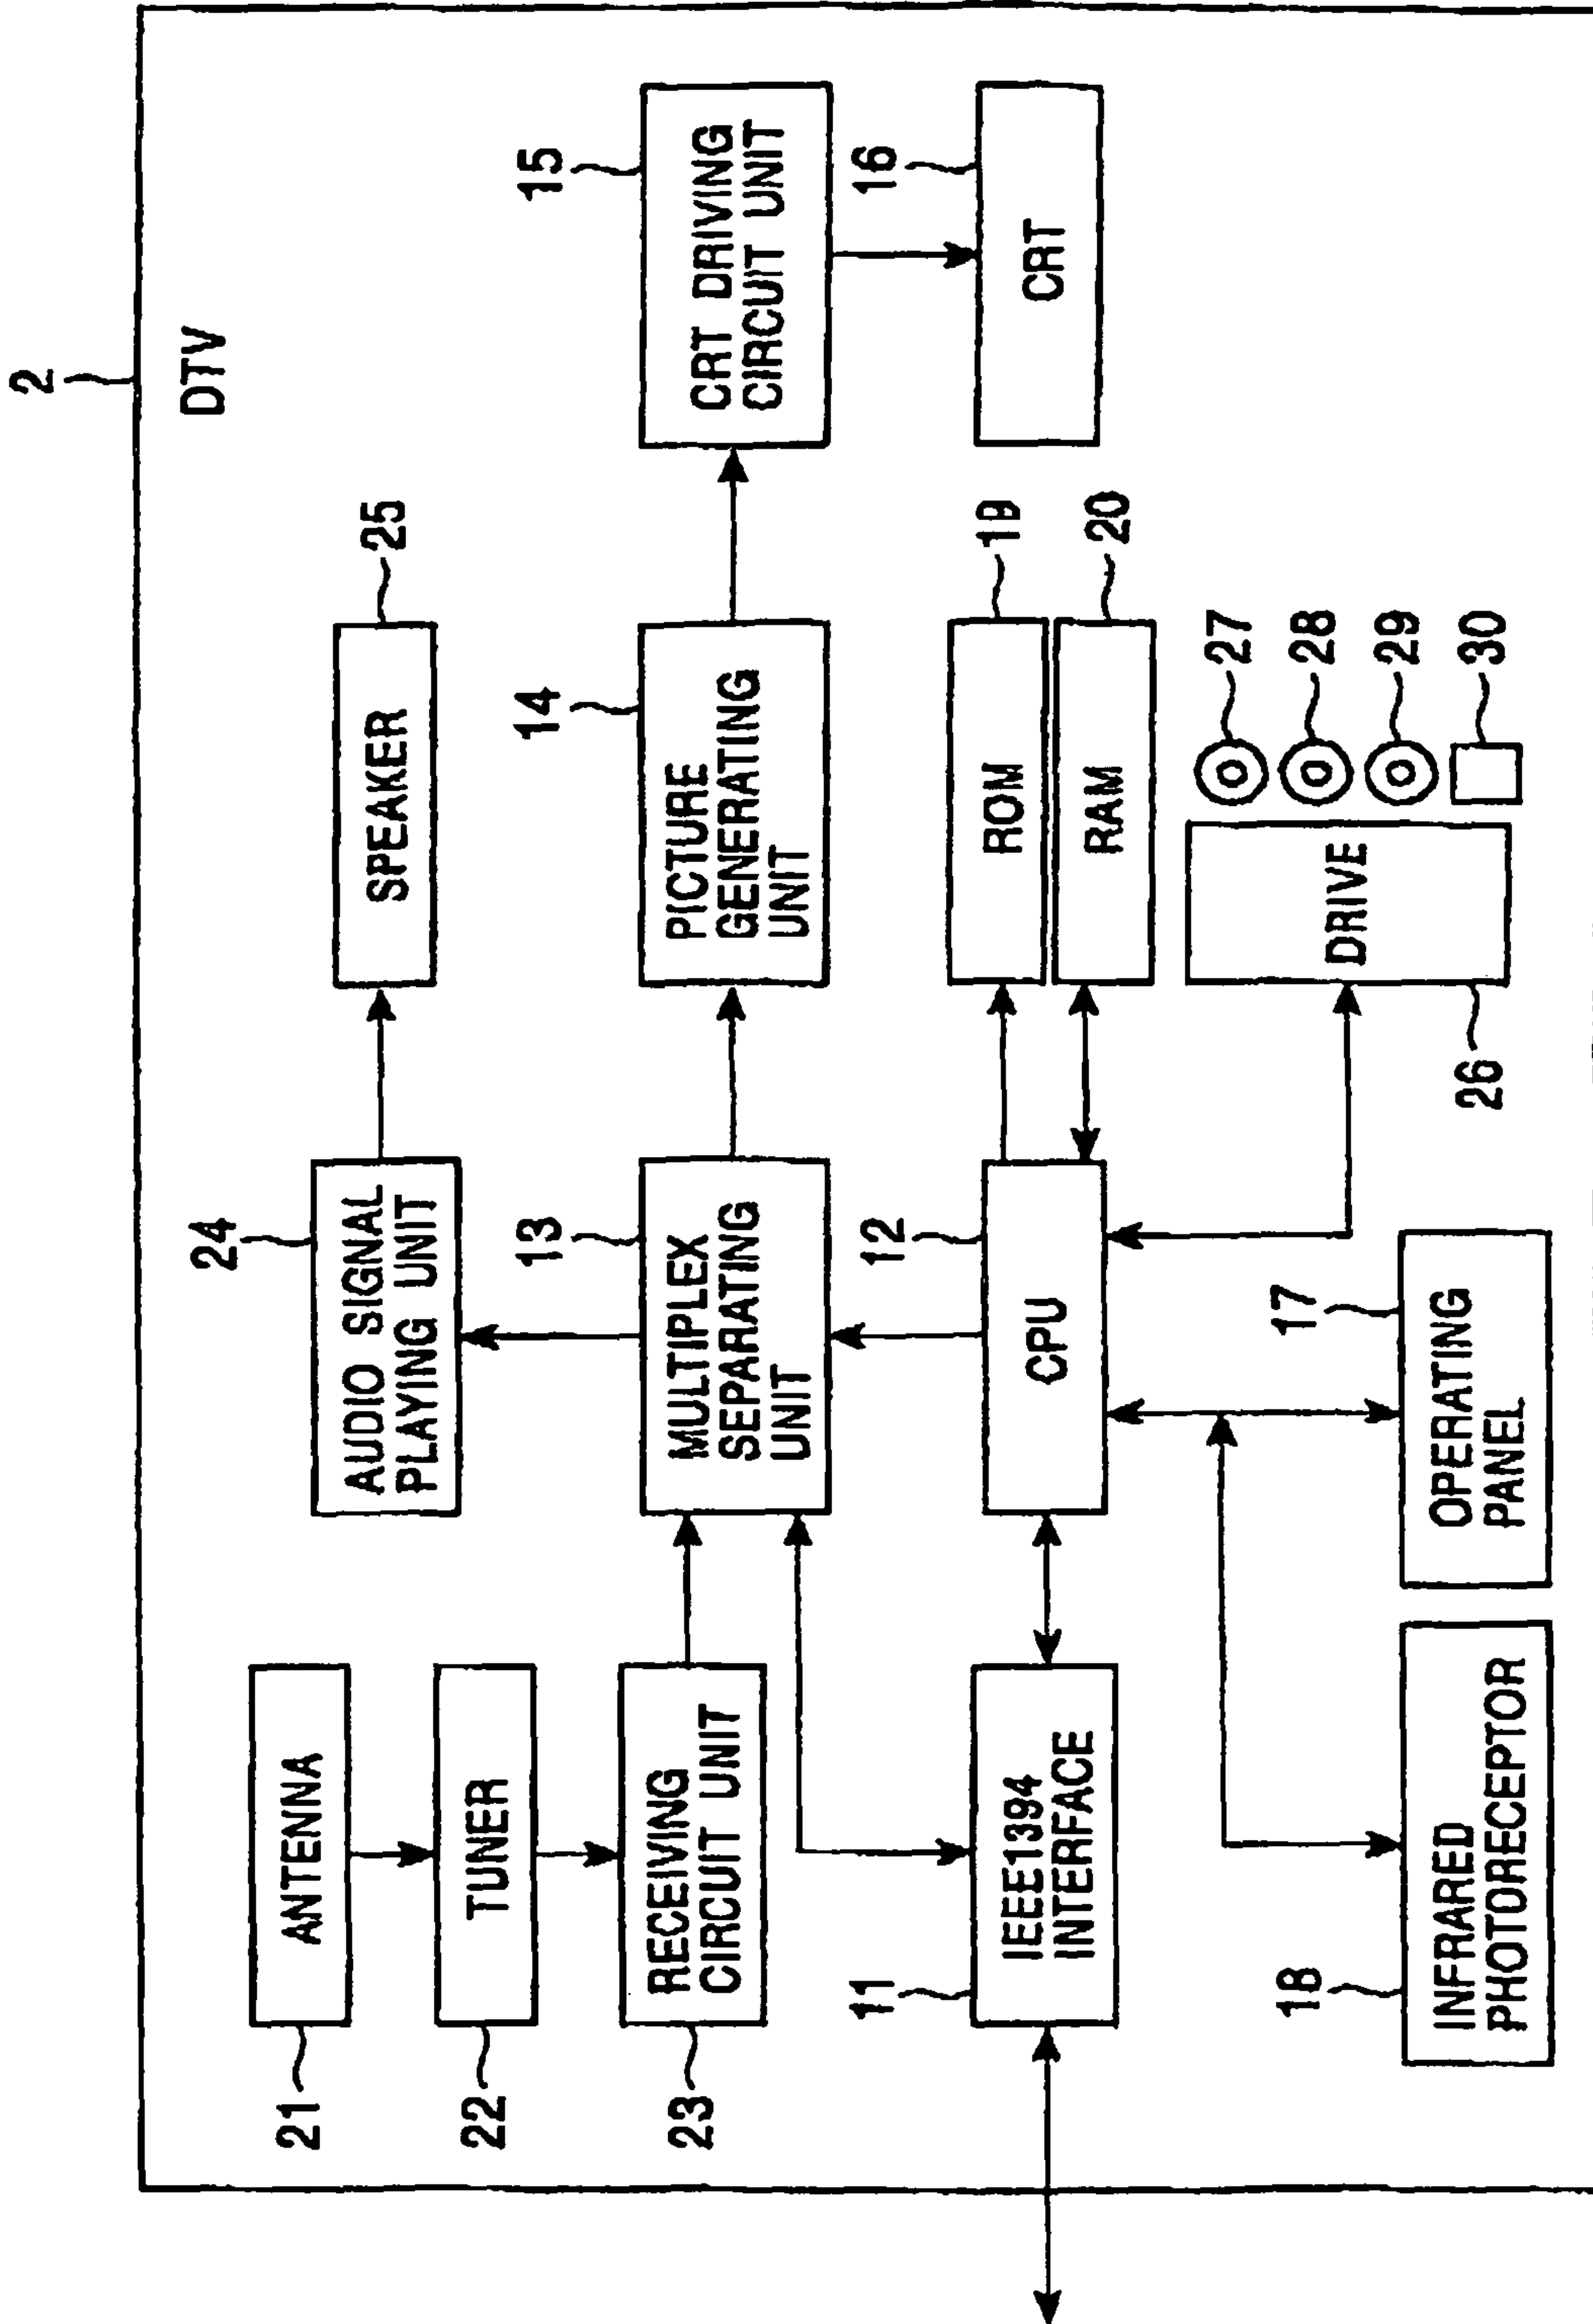 2
DTV
21
ANTENNA
22
TUNER
23
RECEIVING
CIRCUIT UNIT
24
AUDIO SIGNAL
PLAYING UNIT
25
SPEAKER
13
MULTIPLEX
SEPARATING
UNIT
14
PICTURE
GENERATING
UNIT
15
CRT DRIVING
CIRCUIT UNIT
16
CRT
11
IEEE1394
INTERFACE
12
CPU
19
ROM
20
RAM
18
INFRARED
PHOTORECEPTOR
17
OPERATING
PANEL
26
DRIVE
27
28
29
30